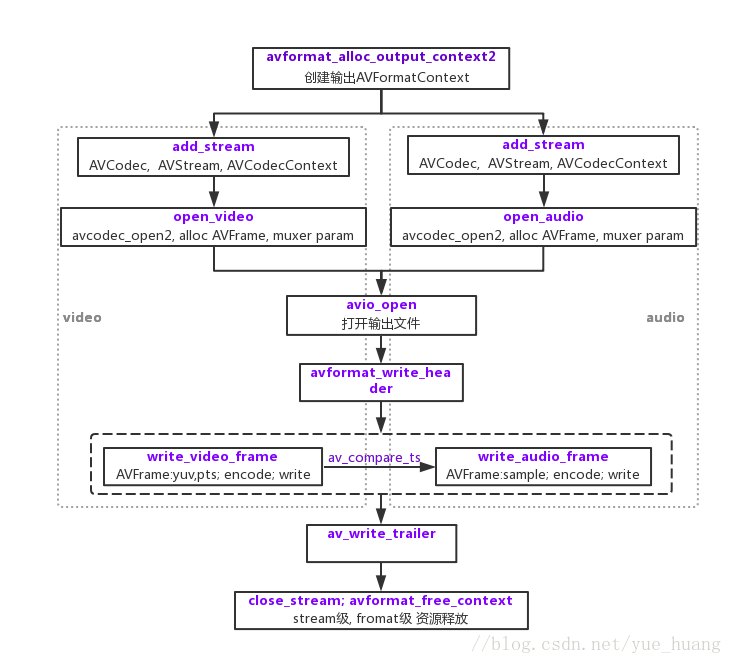 avformat_alloc_output_context2
创建输出AVFormatContext
add_stream
AVCodec, AVStream, AVCodecContext
add_stream
AVCodec, AVStream, AVCodecContext
open_video
avcodec_open2, alloc AVFrame, muxer param
open_audio
avcodec_open2, alloc AVFrame, muxer param
avio_open
打开输出文件
video
audio
avformat_write_hea
der
write_video_frame
AVFrame:yuv,pts; encode; write
av_compare_ts
write_audio_frame
AVFrame:sample; encode; write
av_write_trailer
close_stream; avformat_free_context
stream级, fromat级 资源释放
//blog.csdn.net/yue_huang